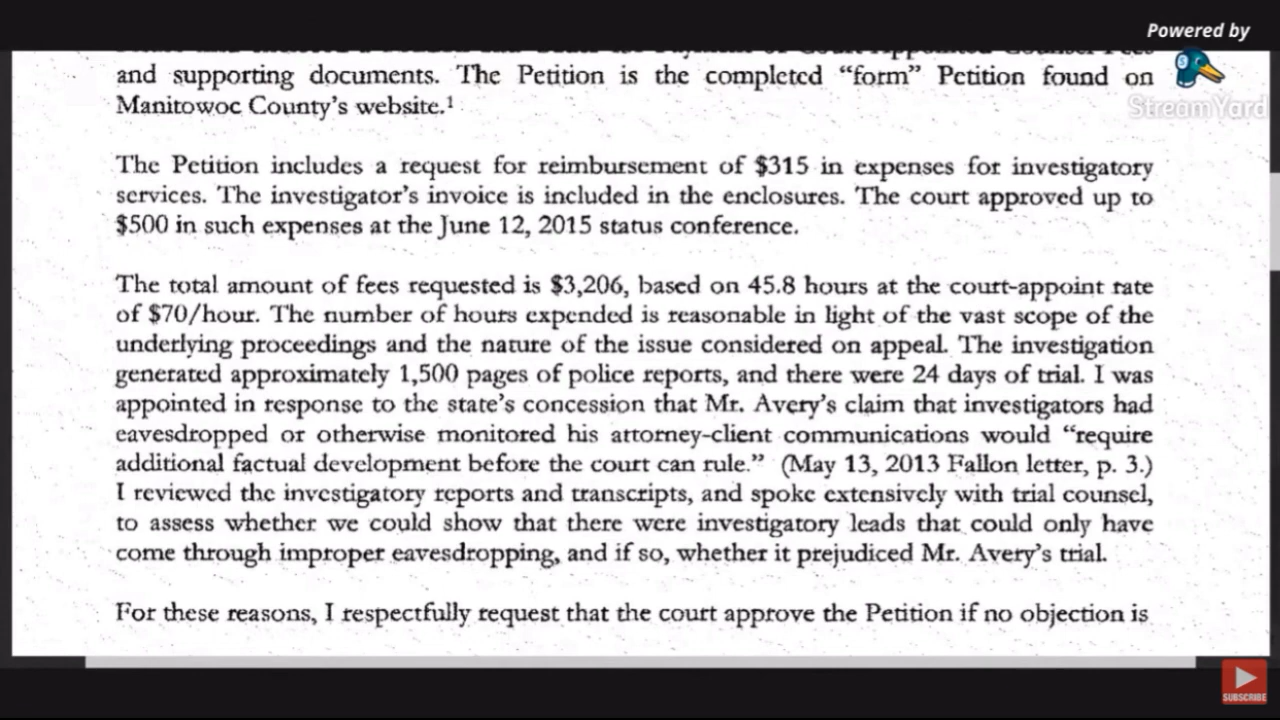 Powered by
StreamYard
and supporting documents. The Petition is the completed “form” Petition found on
Manitowoc County’s website.¹
The Petition includes a request for reimbursement of $315 in expenses for investigatory
services. The investigator’s invoice is included in the enclosures. The court approved up to
$500 in such expenses at the June 12, 2015 status conference.
The total amount of fees requested is $3,206, based on 45.8 hours at the court-appoint rate
of $70/hour. The number of hours expended is reasonable in light of the vast scope of the
underlying proceedings and the nature of the issue considered on appeal. The investigation
generated approximately 1,500 pages of police reports, and there were 24 days of trial. I was
appointed in response to the state’s concession that Mr. Avery’s claim that investigators had
eavesdropped or otherwise monitored his attorney-client communications would “require
additional factual development before the court can rule.” (May 13, 2013 Fallon letter, p. 3.)
I reviewed the investigatory reports and transcripts, and spoke extensively with trial counsel,
to assess whether we could show that there were investigatory leads that could only have
come through improper eavesdropping, and if so, whether it prejudiced Mr. Avery’s trial.
For these reasons, I respectfully request that the court approve the Petition if no objection is
SUBSCRIBE